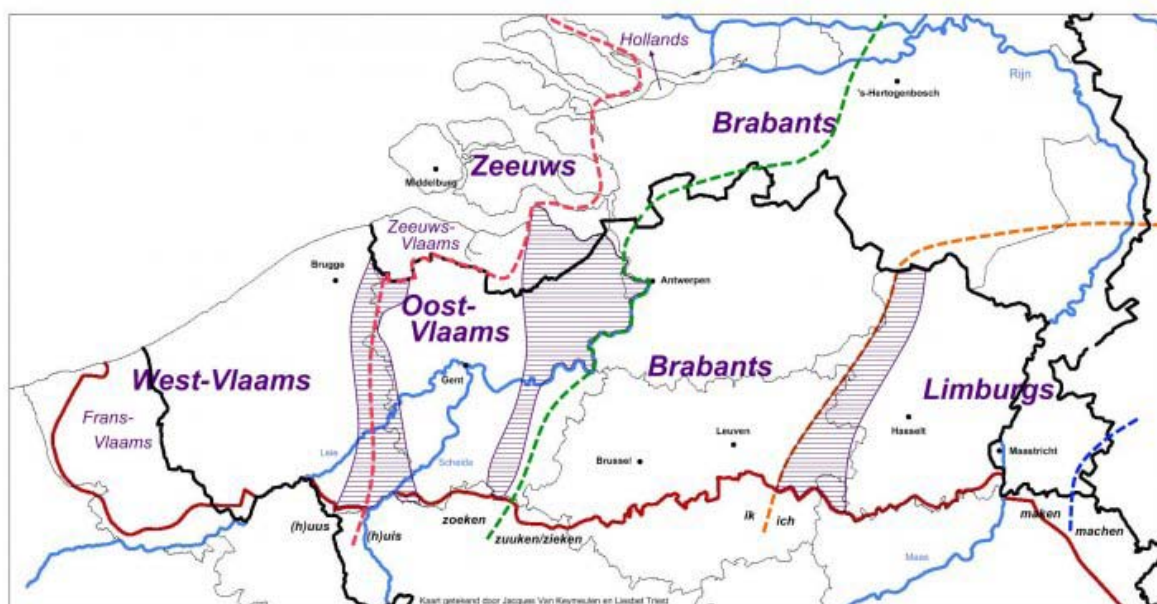 Hollands
Rijn
's-Hertogenbosch
Brabants
Zeeuws
Middelburg
Zeeuws-
Vlaams
Brugge
Antwerpen
Oost-
Vlaams
West-Vlaams
Gent
Brabants
Limburgs
Frans-
Vlaams
Hasselt
Leuven
Maastricht
Leie
Schelde
Brussel
(h)uus
(h)uis
zoeken
zuuken/zieken
ik
ich
maken
machen
Maas
Kaart getekend door Jacques Van Keymeulen en Liesbet Triest